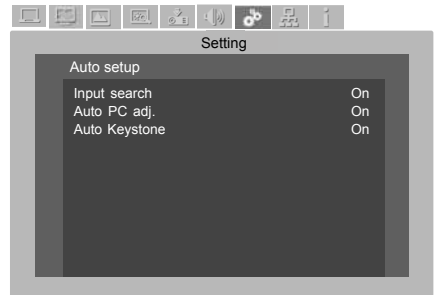 Setting
Auto setup
Input search On
Auto PC adj. On
Auto Keystone On